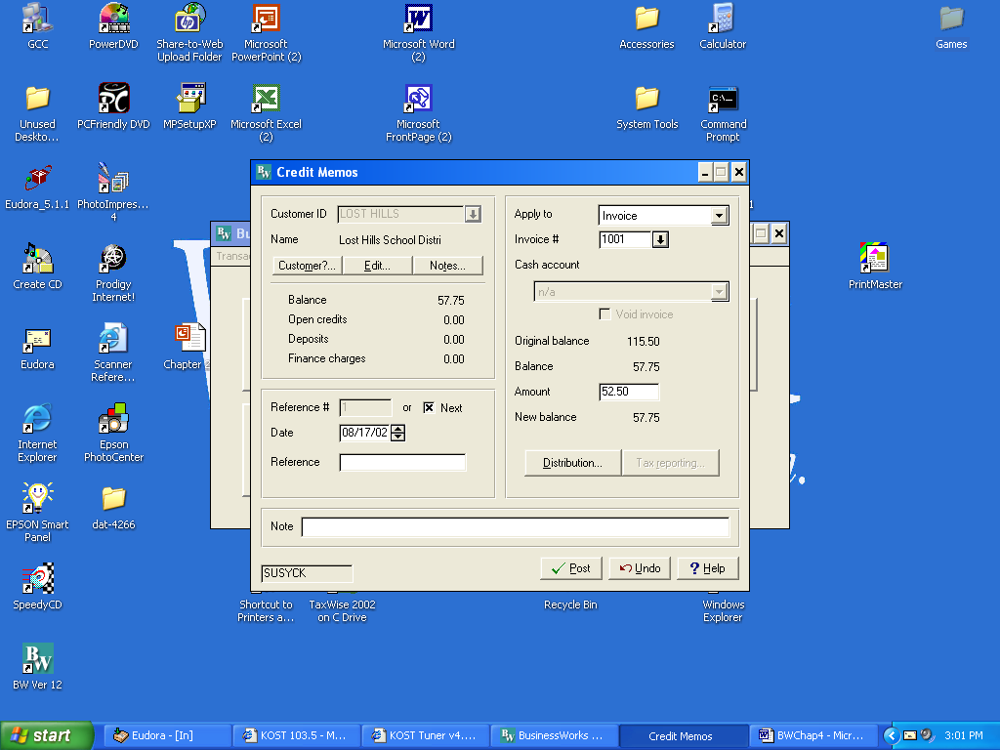 GCC
PowerDVD
Share-to-Web
Upload Folder
Microsoft
PowerPoint (2)
Microsoft Word
(2)
Accessories
Calculator
Games
Unused
Deskto...
PCFriendly DVD
MPSetupXP
Microsoft Excel
(2)
Microsoft
FrontPage (2)
System Tools
Command
Prompt
Eudora_5.1.1
PhotoImpres...
4
Create CD
Prodigy
Internet!
PrintMaster
Eudora
Scanner
Refere...
Chapter 2
Internet
Explorer
Epson
PhotoCenter
EPSON Smart
Panel
dat-4266
SpeedyCD
Shortcut to
Printers a...
TaxWise 2002
on C Drive
Recycle Bin
Windows
Explorer
BW Ver 12
BW
Bu
Transac
BW Credit Memos
Customer ID LOST HILLS
Name Lost Hills School Distri
Customer?... Edit... Notes...
Balance 57.75
Open credits 0.00
Deposits 0.00
Finance charges 0.00
Reference # 1 or Next
Date 08/17/02
Reference
Apply to Invoice
Invoice # 1001
Cash account
n/a
Void invoice
Original balance 115.50
Balance 57.75
Amount 52.50
New balance 57.75
Distribution... Tax reporting...
Note
SUSYCK
Post Undo ? Help
start
Eudora - [In]
KOST 103.5 - M...
KOST Tuner v4....
BusinessWorks ...
Credit Memos
BWChap4 - Micr...
3:01 PM